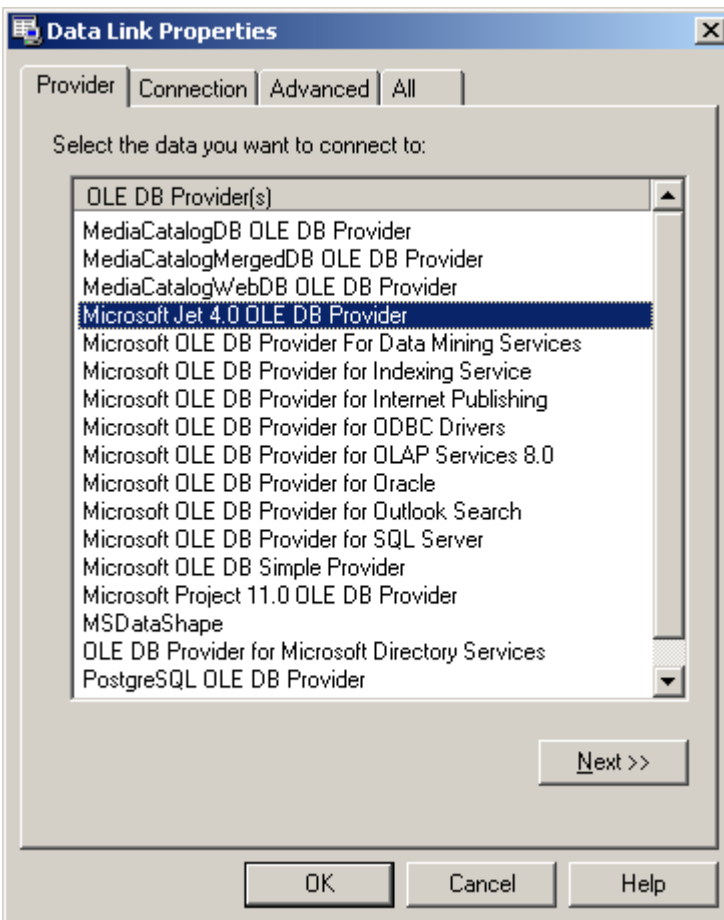 Data Link Properties
Provider Connection Advanced All
Select the data you want to connect to:
OLE DB Provider(s)
MediaCatalogDB OLE DB Provider
MediaCatalogMergedDB OLE DB Provider
MediaCatalogWebDB OLE DB Provider
Microsoft Jet 4.0 OLE DB Provider
Microsoft OLE DB Provider For Data Mining Services
Microsoft OLE DB Provider for Indexing Service
Microsoft OLE DB Provider for Internet Publishing
Microsoft OLE DB Provider for ODBC Drivers
Microsoft OLE DB Provider for OLAP Services 8.0
Microsoft OLE DB Provider for Oracle
Microsoft OLE DB Provider for Outlook Search
Microsoft OLE DB Provider for SQL Server
Microsoft OLE DB Simple Provider
Microsoft Project 11.0 OLE DB Provider
MSDataShape
OLE DB Provider for Microsoft Directory Services
PostgreSQL OLE DB Provider
Next >>
OK Cancel Help